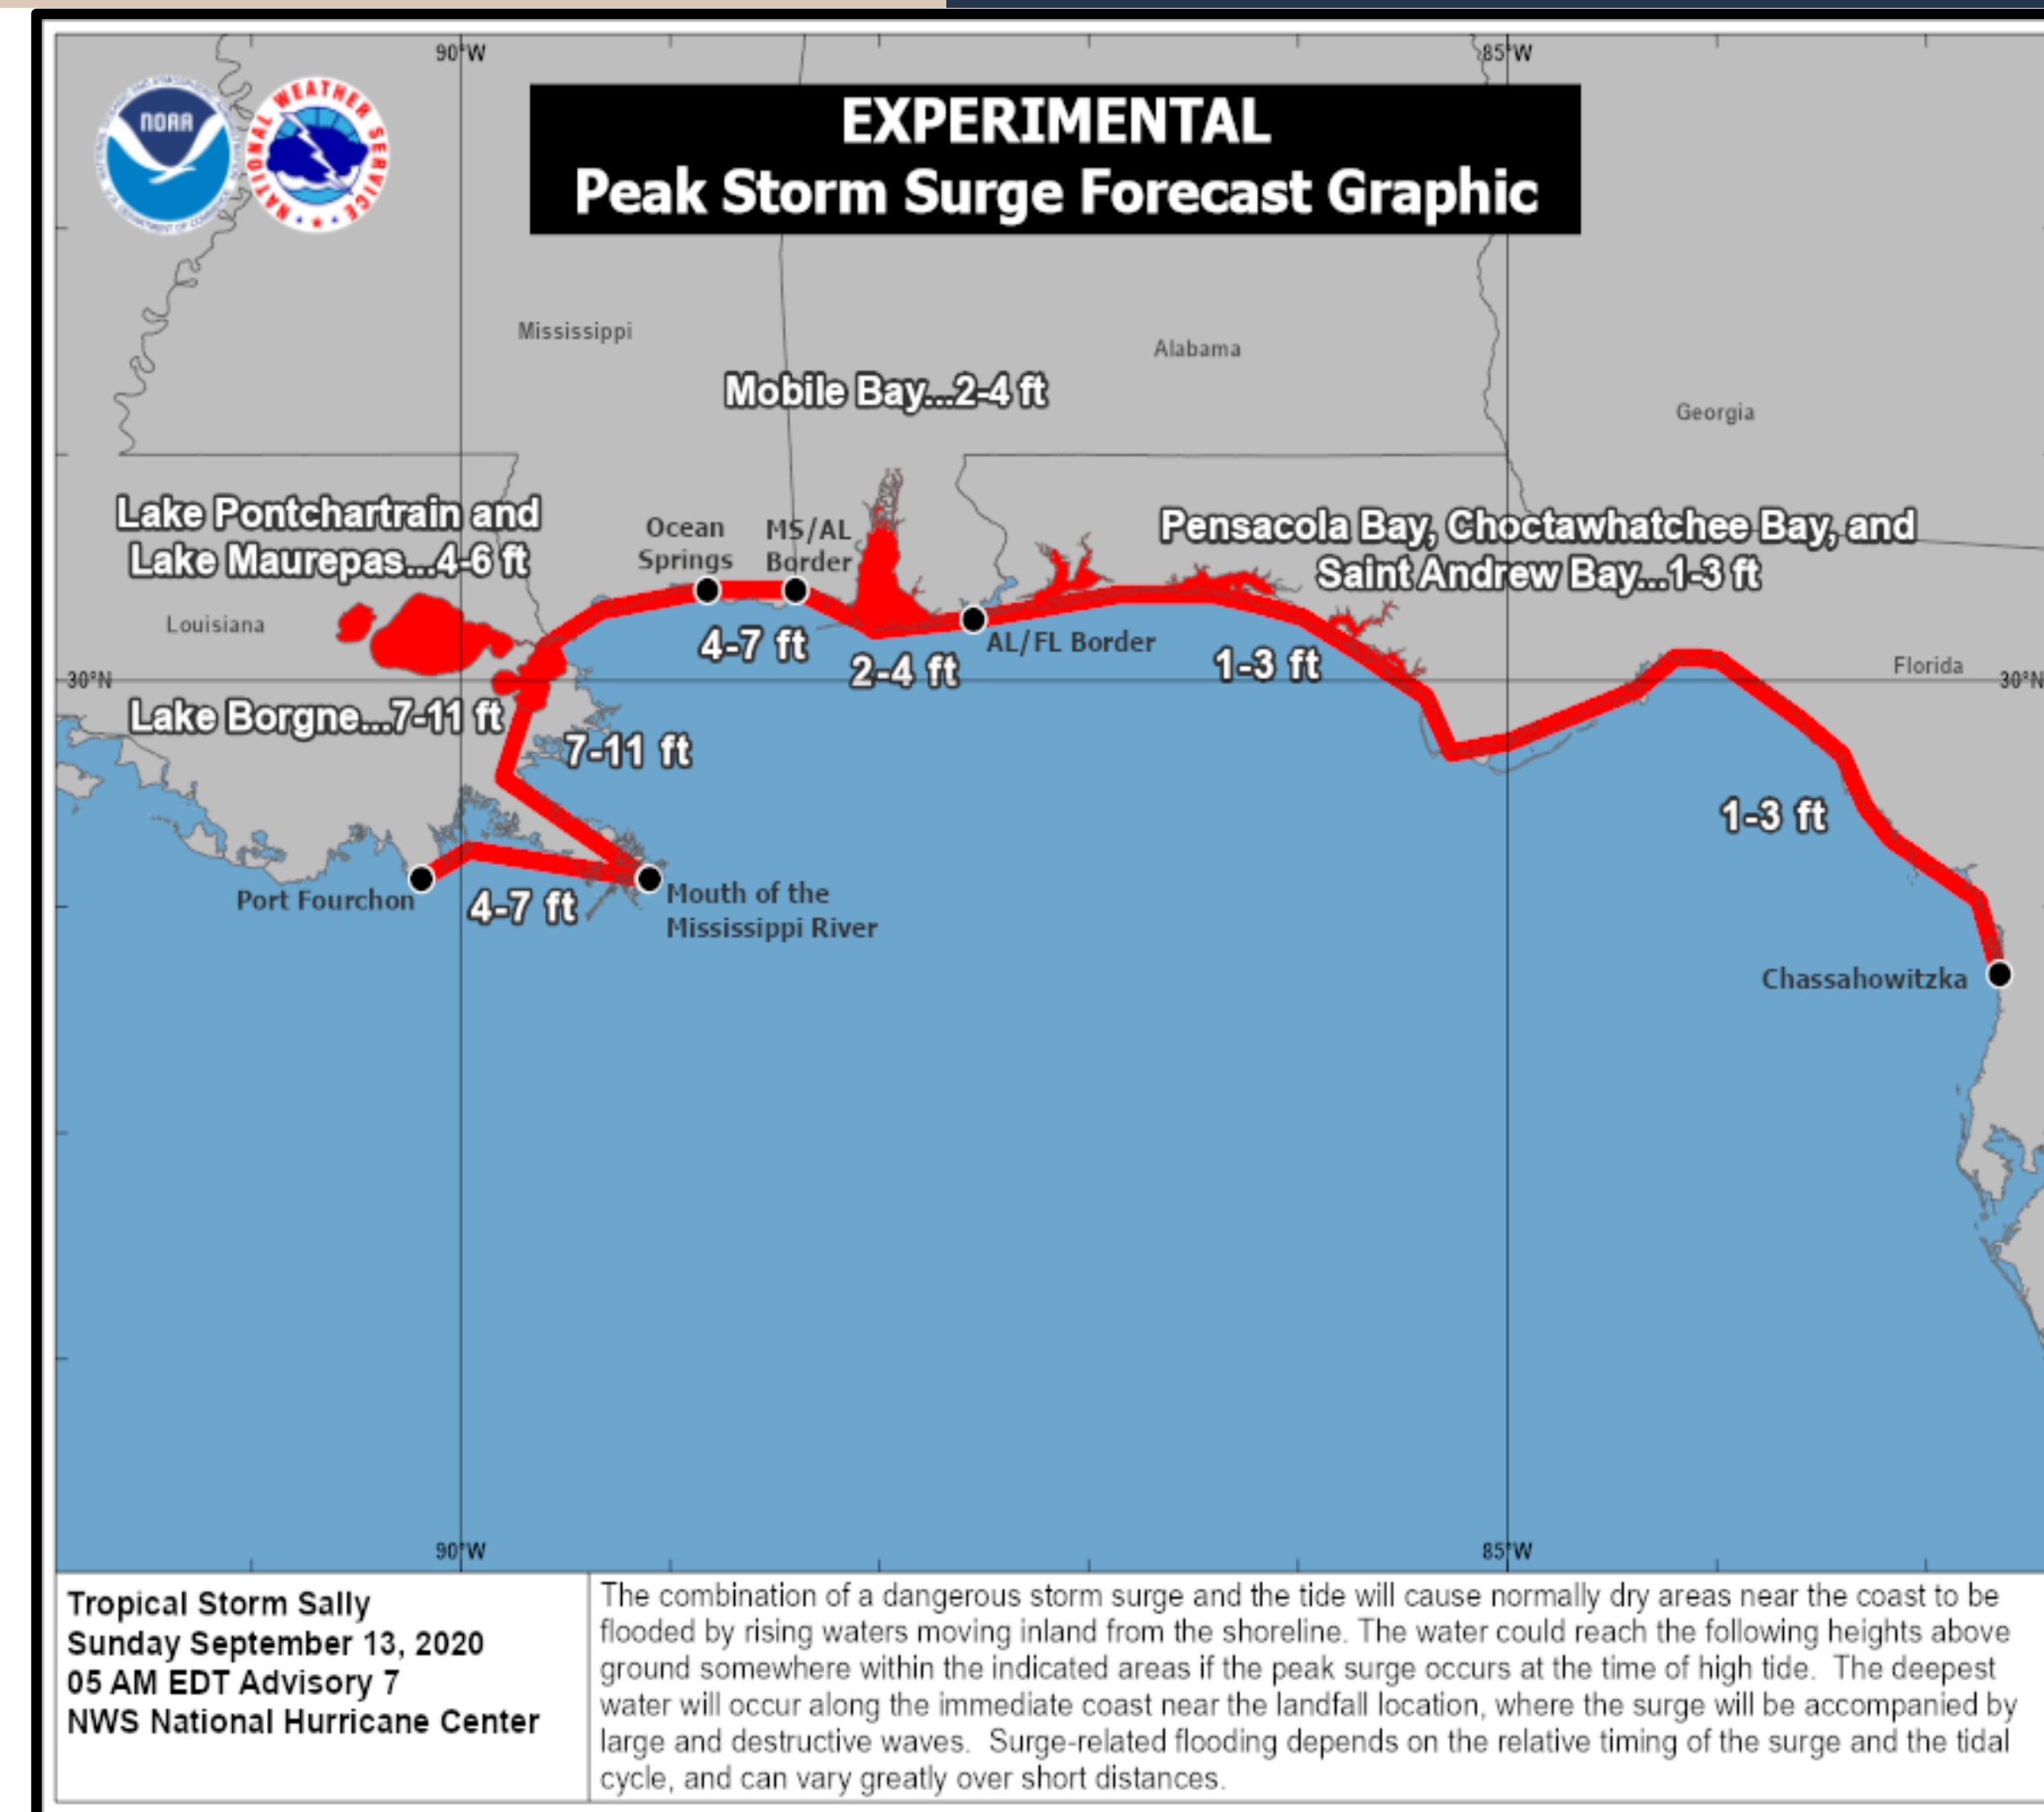 90°W
85°W
NOAA
NATIONAL WEATHER SERVICE
EXPERIMENTAL
Peak Storm Surge Forecast Graphic
Mississippi
Alabama
Georgia
Mobile Bay...2-4 ft
Lake Pontchartrain and
Lake Maurepas...4-6 ft
Ocean
Springs
MS/AL
Border
Pensacola Bay, Choctawhatchee Bay, and
Saint Andrew Bay...1-3 ft
Louisiana
4-7 ft
2-4 ft
AL/FL Border
1-3 ft
Florida
30°N
30°N
Lake Borgne...7-11 ft
7-11 ft
1-3 ft
Port Fourchon
4-7 ft
Mouth of the
Mississippi River
Chassahowitzka
90°W
85°W
Tropical Storm Sally
Sunday September 13, 2020
05 AM EDT Advisory 7
NWS National Hurricane Center
The combination of a dangerous storm surge and the tide will cause normally dry areas near the coast to be
flooded by rising waters moving inland from the shoreline. The water could reach the following heights above
ground somewhere within the indicated areas if the peak surge occurs at the time of high tide.  The deepest
water will occur along the immediate coast near the landfall location, where the surge will be accompanied by
large and destructive waves.  Surge-related flooding depends on the relative timing of the surge and the tidal
cycle, and can vary greatly over short distances.